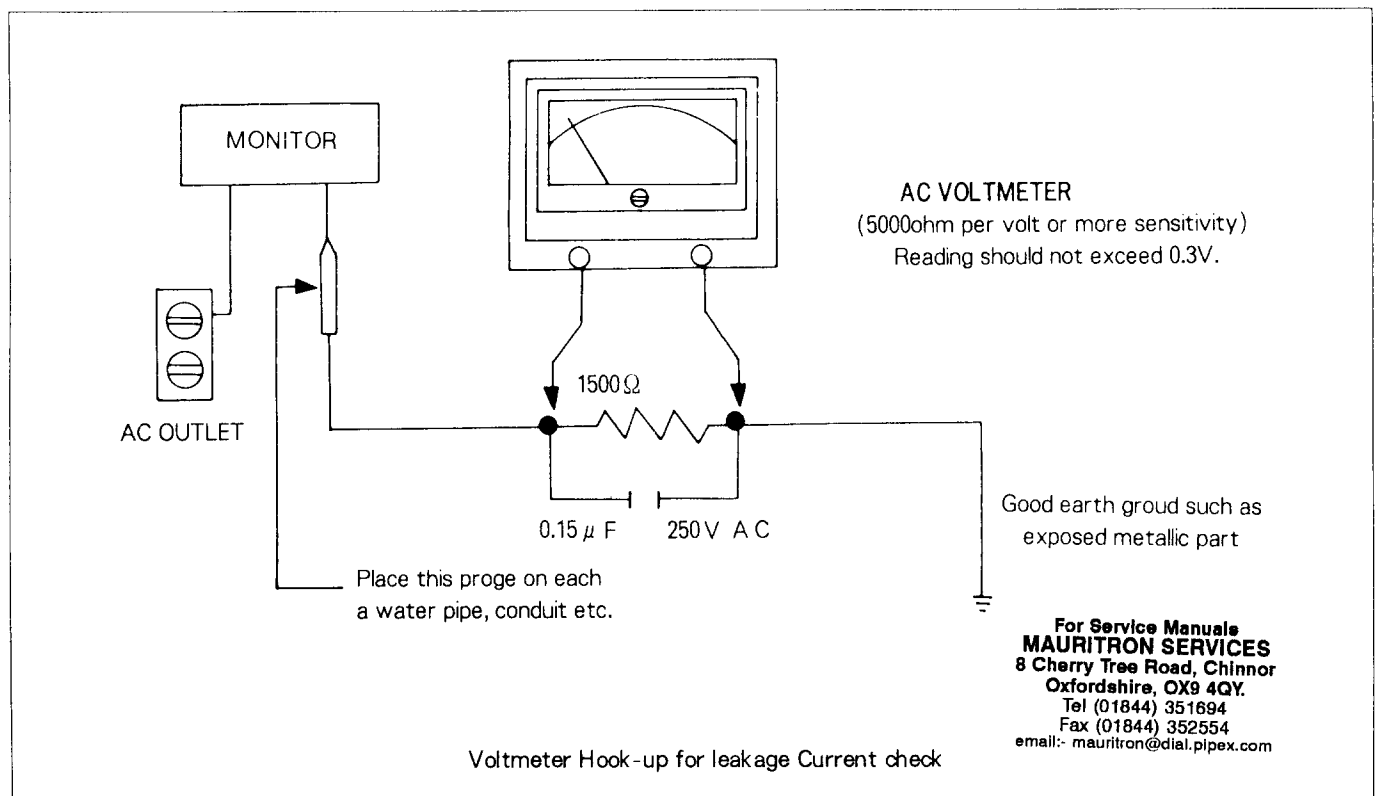 MONITOR
AC VOLTMETER
(5000ohm per volt or more sensitivity)
Reading should not exceed 0.3V.
1500Ω
AC OUTLET
0.15 μ F 250V A C
Good earth groud such as
exposed metallic part
Place this proge on each
a water pipe, conduit etc.
For Service Manuals
MAURITRON SERVICES
8 Cherry Tree Road, Chinnor
Oxfordshire, OX9 4QY.
Tel (01844) 351694
Fax (01844) 352554
email:- mauritron@dial.pipex.com
Voltmeter Hook-up for leakage Current check